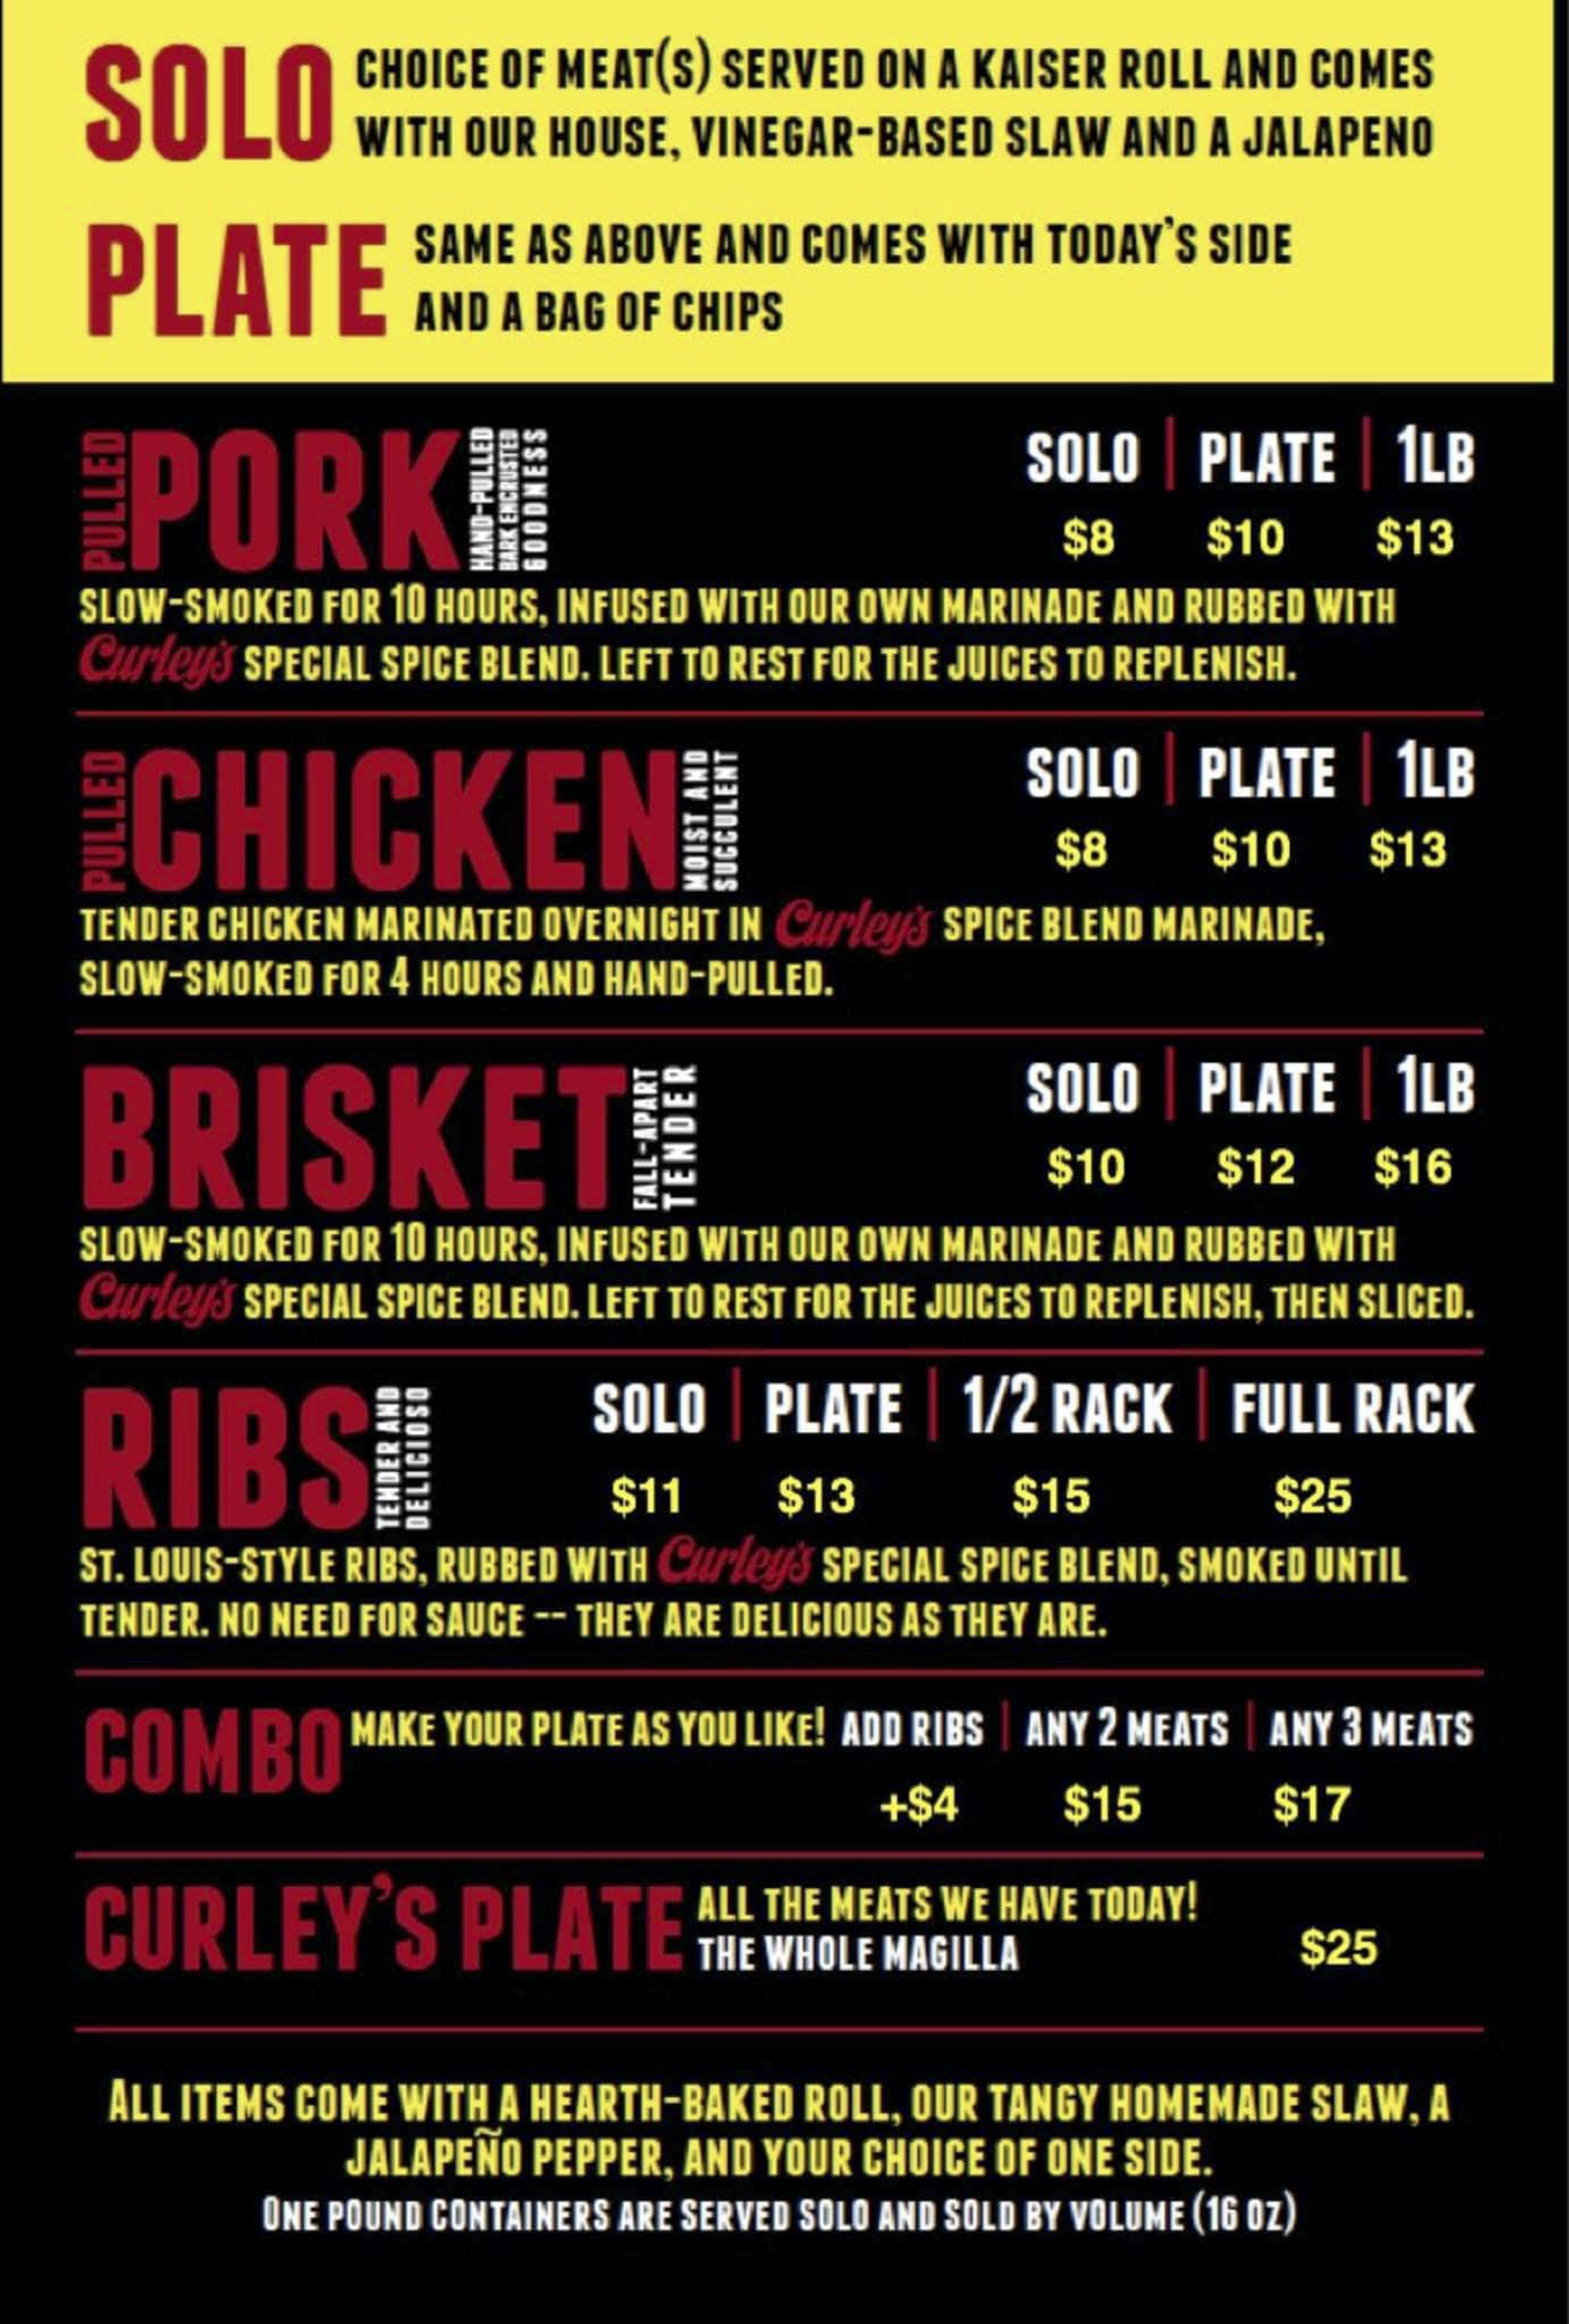 SOLO CHOICE OF MEAT(S) SERVED ON A KAISER ROLL AND COMES
WITH OUR HOUSE, VINEGAR-BASED SLAW AND A JALAPENO
PLATE SAME AS ABOVE AND COMES WITH TODAY'S SIDE
AND A BAG OF CHIPS
PULLED PORK HAND-PULLED
BARK ENCRUSTED
GOODNESS
SOLO | PLATE | 1LB
$8 $10 $13
SLOW-SMOKED FOR 10 HOURS, INFUSED WITH OUR OWN MARINADE AND RUBBED WITH
Curley's SPECIAL SPICE BLEND. LEFT TO REST FOR THE JUICES TO REPLENISH.
PULLED CHICKEN MOIST AND
SUCCULENT
SOLO | PLATE | 1LB
$8 $10 $13
TENDER CHICKEN MARINATED OVERNIGHT IN Curley's SPICE BLEND MARINADE,
SLOW-SMOKED FOR 4 HOURS AND HAND-PULLED.
BRISKET FALL-APART
TENDER
SOLO | PLATE | 1LB
$10 $12 $16
SLOW-SMOKED FOR 10 HOURS, INFUSED WITH OUR OWN MARINADE AND RUBBED WITH
Curley's SPECIAL SPICE BLEND. LEFT TO REST FOR THE JUICES TO REPLENISH, THEN SLICED.
RIBS TENDER AND
DELICIOSO
SOLO | PLATE | 1/2 RACK | FULL RACK
$11 $13 $15 $25
ST. LOUIS-STYLE RIBS, RUBBED WITH Curley's SPECIAL SPICE BLEND, SMOKED UNTIL
TENDER. NO NEED FOR SAUCE -- THEY ARE DELICIOUS AS THEY ARE.
COMBO MAKE YOUR PLATE AS YOU LIKE! ADD RIBS | ANY 2 MEATS | ANY 3 MEATS
+$4 $15 $17
CURLEY'S PLATE ALL THE MEATS WE HAVE TODAY!
THE WHOLE MAGILLA
$25
ALL ITEMS COME WITH A HEARTH-BAKED ROLL, OUR TANGY HOMEMADE SLAW, A
JALAPEÑO PEPPER, AND YOUR CHOICE OF ONE SIDE.
ONE POUND CONTAINERS ARE SERVED SOLO AND SOLD BY VOLUME (16 OZ)